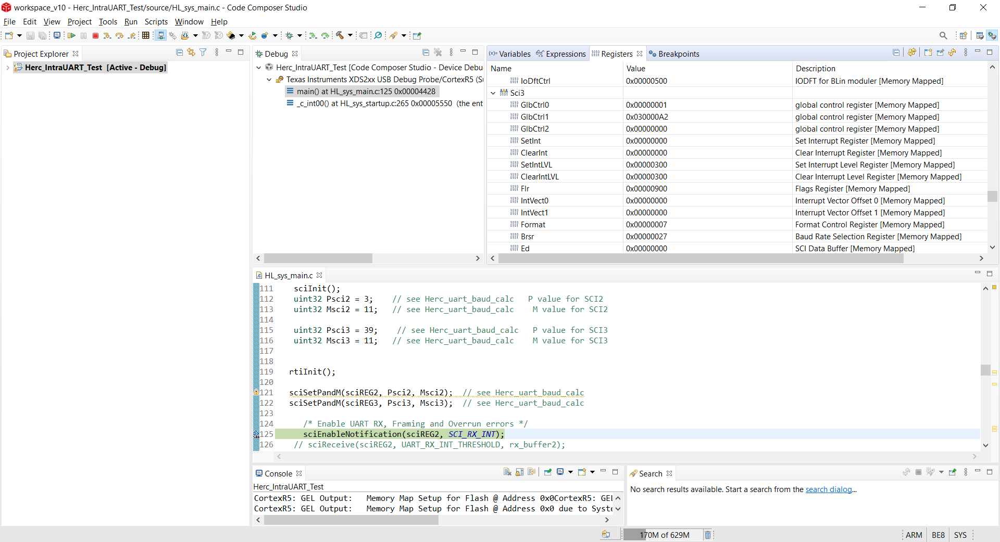 workspace_v10 - Herc_IntraUART_Test/source/HL_sys_main.c - Code Composer Studio
File Edit View Project Tools Run Scripts Window Help
Project Explorer
Herc_IntraUART_Test [Active - Debug]
Debug
Herc_IntraUART_Test [Code Composer Studio - Device Debu
Texas Instruments XDS2xx USB Debug Probe/CortexR5 (Su
main() at HL_sys_main.c:125 0x00004428
_c_int00() at HL_sys_startup.c:265 0x00005550 (the ent
(x)= Variables Expressions Registers Breakpoints
Name Value Description
IoDftCtrl 0x00000500 IODFT for BLin moduler [Memory Mapped]
Sci3
GlbCtrl0 0x00000001 global control register [Memory Mapped]
GlbCtrl1 0x030000A2 global control register [Memory Mapped]
GlbCtrl2 0x00000000 global control register [Memory Mapped]
SetInt 0x00000000 Set Interrupt Register [Memory Mapped]
ClearInt 0x00000000 Clear Interrupt Register [Memory Mapped]
SetIntLVL 0x00000300 Set Interrupt Level Register [Memory Mapped]
ClearIntLVL 0x00000300 Clear Interrupt Level Register [Memory Mapped]
Flr 0x00000900 Flags Register [Memory Mapped]
IntVect0 0x00000000 Interrupt Vector Offset 0 [Memory Mapped]
IntVect1 0x00000000 Interrupt Vector Offset 1 [Memory Mapped]
Format 0x00000007 Format Control Register [Memory Mapped]
Brsr 0x00000027 Baud Rate Selection Register [Memory Mapped]
Ed 0x00000000 SCI Data Buffer [Memory Mapped]
HL_sys_main.c
111 sciInit();
112 uint32 Psci2 = 3; // see Herc_uart_baud_calc P value for SCI2
113 uint32 Msci2 = 11; // see Herc_uart_baud_calc M value for SCI2
114
115 uint32 Psci3 = 39; // see Herc_uart_baud_calc P value for SCI3
116 uint32 Msci3 = 11; // see Herc_uart_baud_calc M value for SCI3
117
118
119 rtiInit();
120
121 sciSetPandM(sciREG2, Psci2, Msci2); // see Herc_uart_baud_calc
122 sciSetPandM(sciREG3, Psci3, Msci3); // see Herc_uart_baud_calc
123
124 /* Enable UART RX, Framing and Overrun errors */
125 sciEnableNotification(sciREG2, SCI_RX_INT);
126 // sciReceive(sciREG2, UART_RX_INT_THRESHOLD, rx_buffer2);
Console
Herc_IntraUART_Test
CortexR5: GEL Output: Memory Map Setup for Flash @ Address 0x0CortexR5: GEL
CortexR5: GEL Output: Memory Map Setup for Flash @ Address 0x0 due to Syste
Search
No search results available. Start a search from the search dialog...
170M of 629M
ARM BE8 SYS